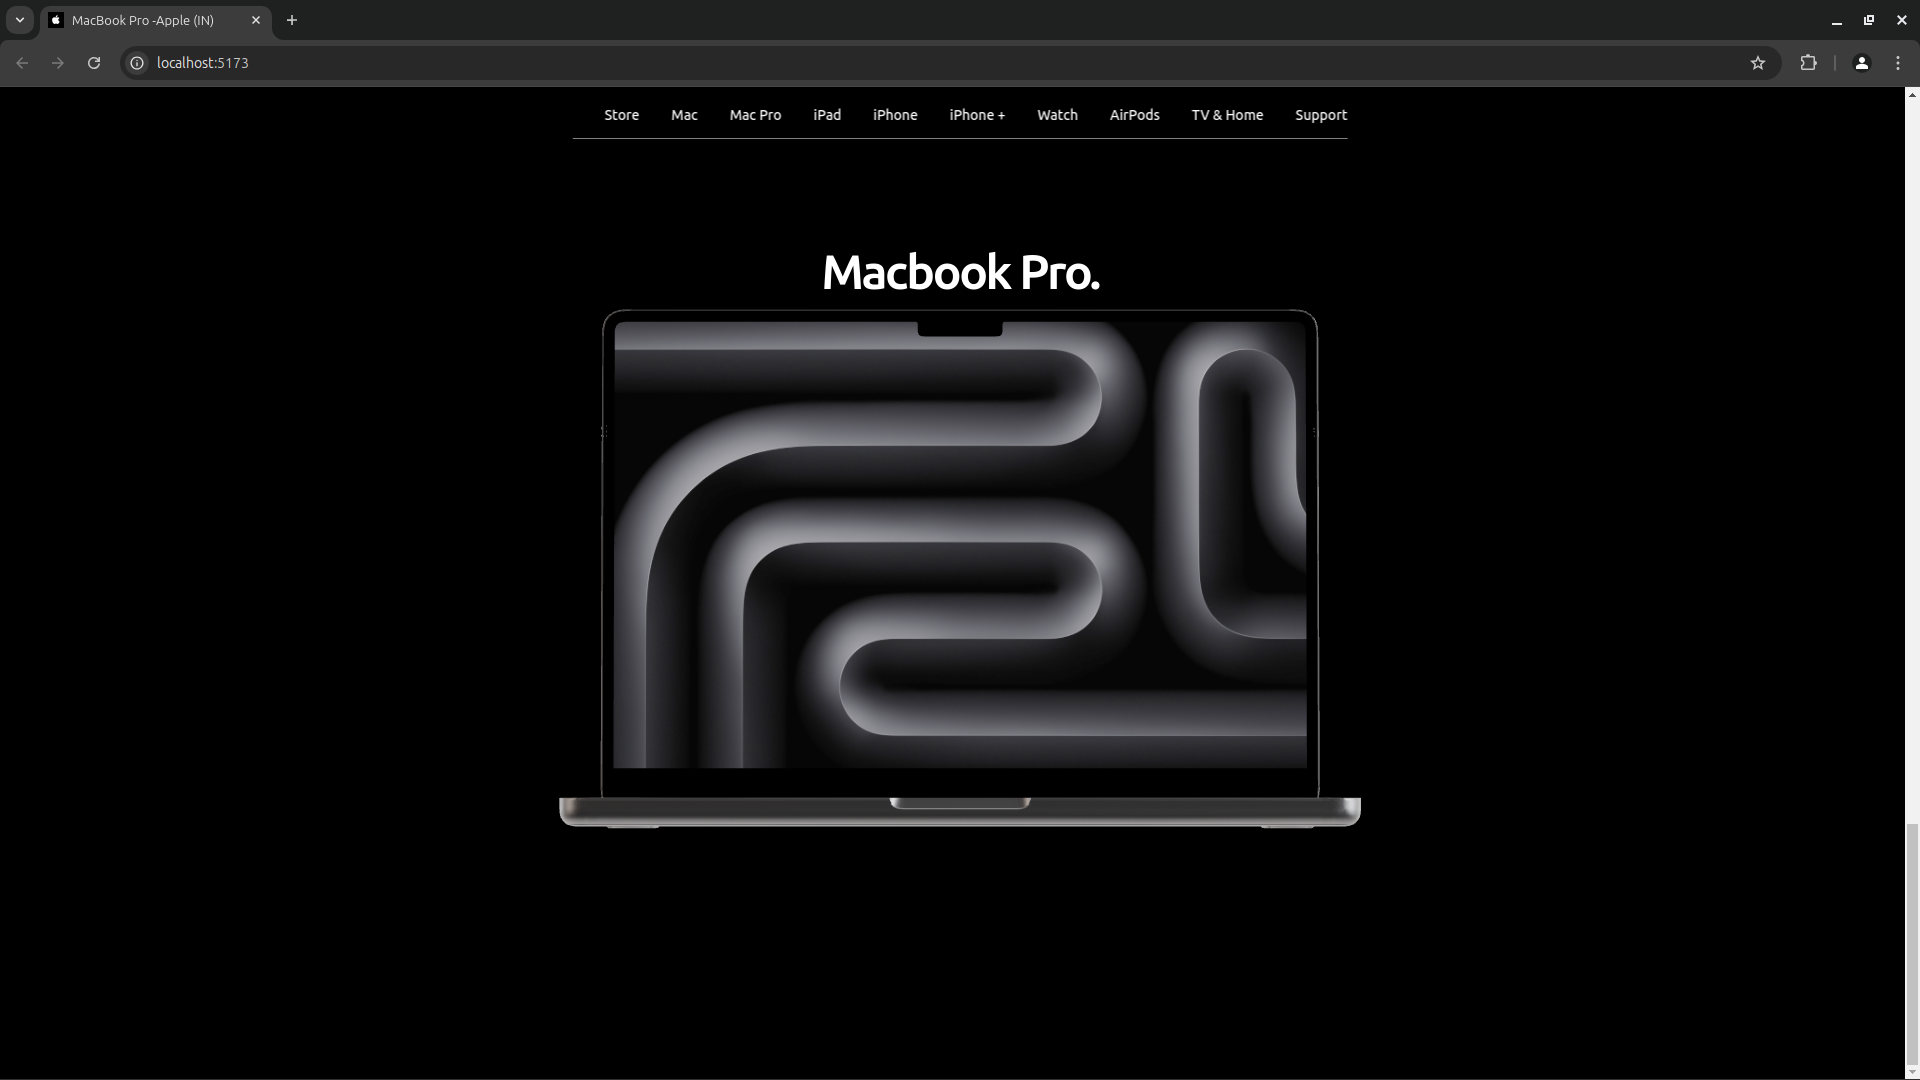 MacBook Pro -Apple (IN)
localhost:5173
Store Mac Mac Pro iPad iPhone iPhone + Watch AirPods TV & Home Support
Macbook Pro.